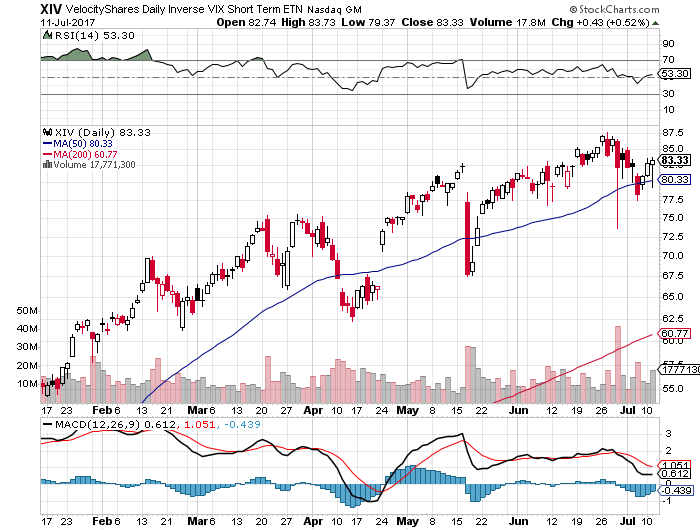 XIV VelocityShares Daily Inverse VIX Short Term ETN Nasdaq GM © StockCharts.com
11-Jul-2017 Open 82.74 High 83.73 Low 79.37 Close 83.33 Volume 17.8M Chg +0.43 (+0.52%)
RSI(14) 53.30
90
70
53.30
50
30
10
XIV (Daily) 83.33
MA(50) 80.33
MA(200) 60.77
Volume 17,771,300
87.5
85.0
83.33
80.33
77.5
75.0
72.5
70.0
67.5
65.0
62.5
60.77
60.0
57.5
55.0
50M
40M
30M
20M
10M
1777130
17 23 Feb 6 13 21 Mar 6 13 20 27 Apr 10 17 24 May 8 15 22 Jun 12 19 26 Jul 10
MACD(12,26,9) 0.612, 1.051, -0.439
3
2
1.051
0.612
-0.439
-1
17 23 Feb 6 13 21 Mar 6 13 20 27 Apr 10 17 24 May 8 15 22 Jun 12 19 26 Jul 10